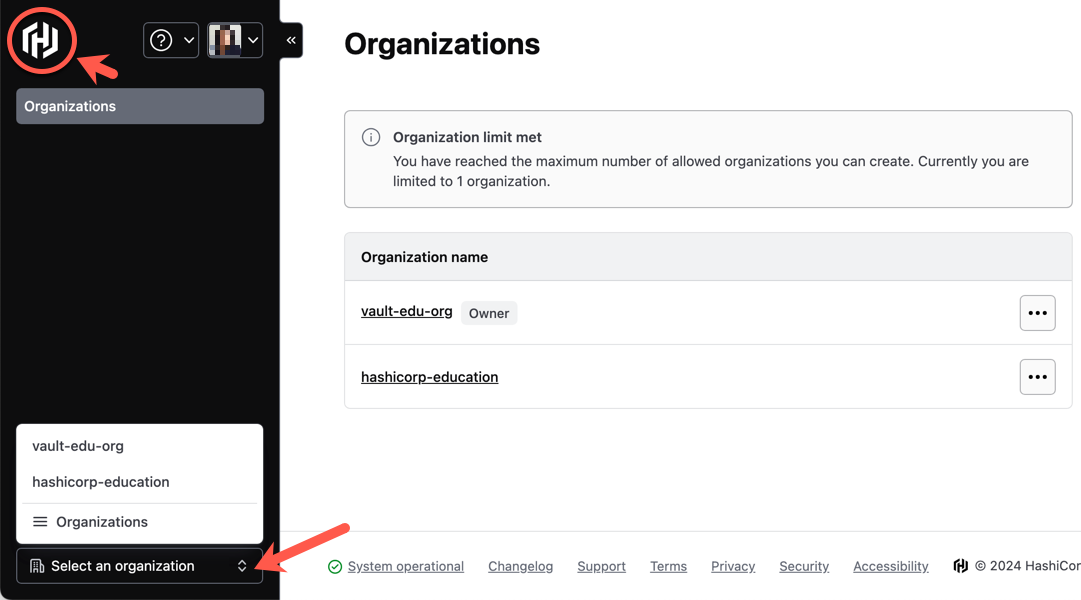 Organizations
Organizations
Organization limit met
You have reached the maximum number of allowed organizations you can create. Currently you are
limited to 1 organization.
Organization name
vault-edu-org Owner
hashicorp-education
vault-edu-org
hashicorp-education
Organizations
Select an organization
System operational Changelog Support Terms Privacy Security Accessibility © 2024 HashiCor